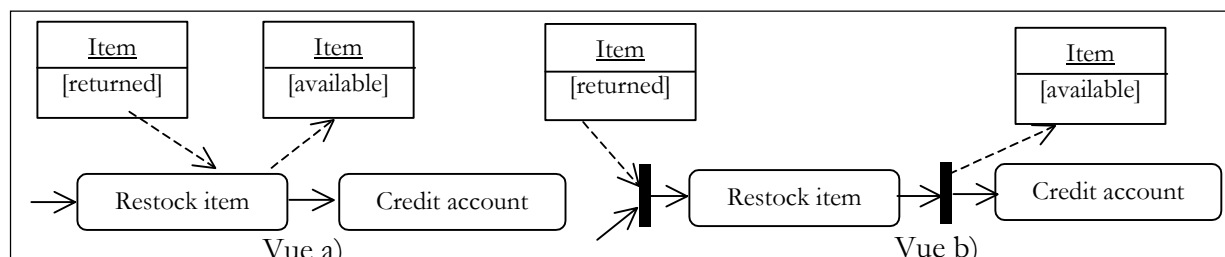 Item
[returned]
Item
[available]
Item
[returned]
Item
[available]
Restock item
Credit account
Restock item
Credit account
Vue a)
Vue b)